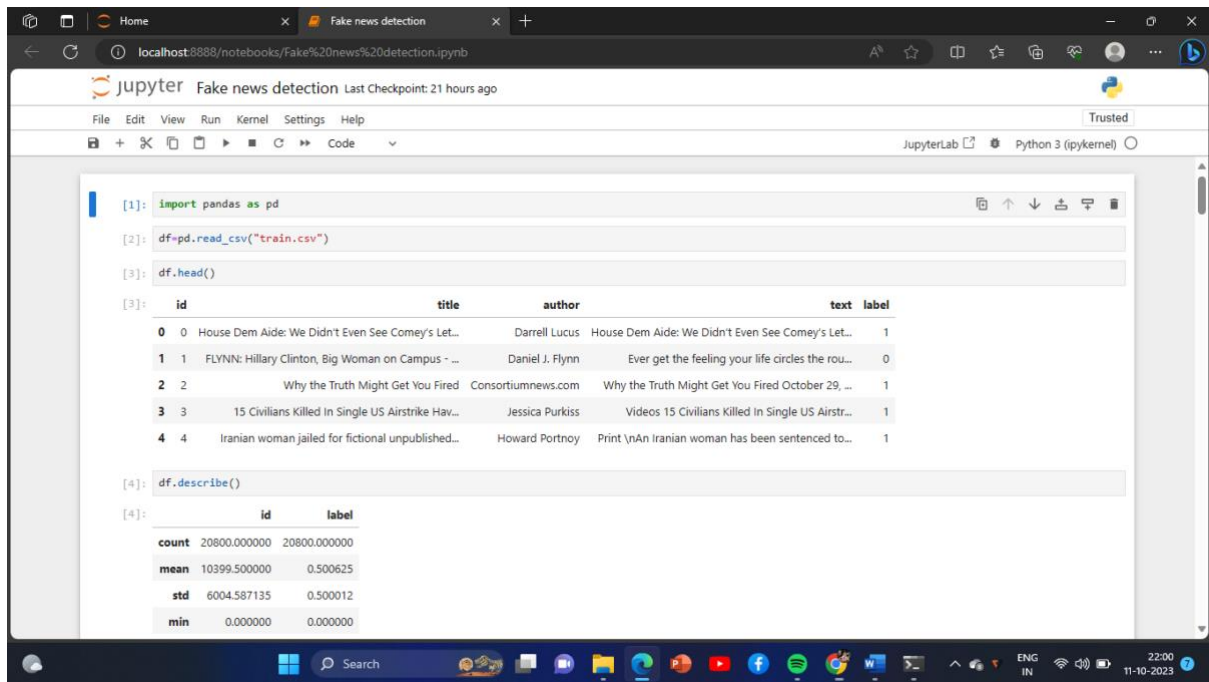 Home
Fake news detection
localhost:8888/notebooks/Fake%20news%20detection.ipynb
jupyter Fake news detection Last Checkpoint: 21 hours ago
File Edit View Run Kernel Settings Help Trusted
Code JupyterLab Python 3 (ipykernel)
[1]: import pandas as pd
[2]: df=pd.read_csv("train.csv")
[3]: df.head()
[3]: id title author text label
0 0 House Dem Aide: We Didn't Even See Comey's Let... Darrell Lucus House Dem Aide: We Didn't Even See Comey's Let... 1
1 1 FLYNN: Hillary Clinton, Big Woman on Campus - ... Daniel J. Flynn Ever get the feeling your life circles the rou... 0
2 2 Why the Truth Might Get You Fired Consortiumnews.com Why the Truth Might Get You Fired October 29, ... 1
3 3 15 Civilians Killed In Single US Airstrike Hav... Jessica Purkiss Videos 15 Civilians Killed In Single US Airstr... 1
4 4 Iranian woman jailed for fictional unpublished... Howard Portnoy Print \nAn Iranian woman has been sentenced to... 1
[4]: df.describe()
[4]: id label
count 20800.000000 20800.000000
mean 10399.500000 0.500625
std 6004.587135 0.500012
min 0.000000 0.000000
Search
ENG
IN
22:00
11-10-2023
7